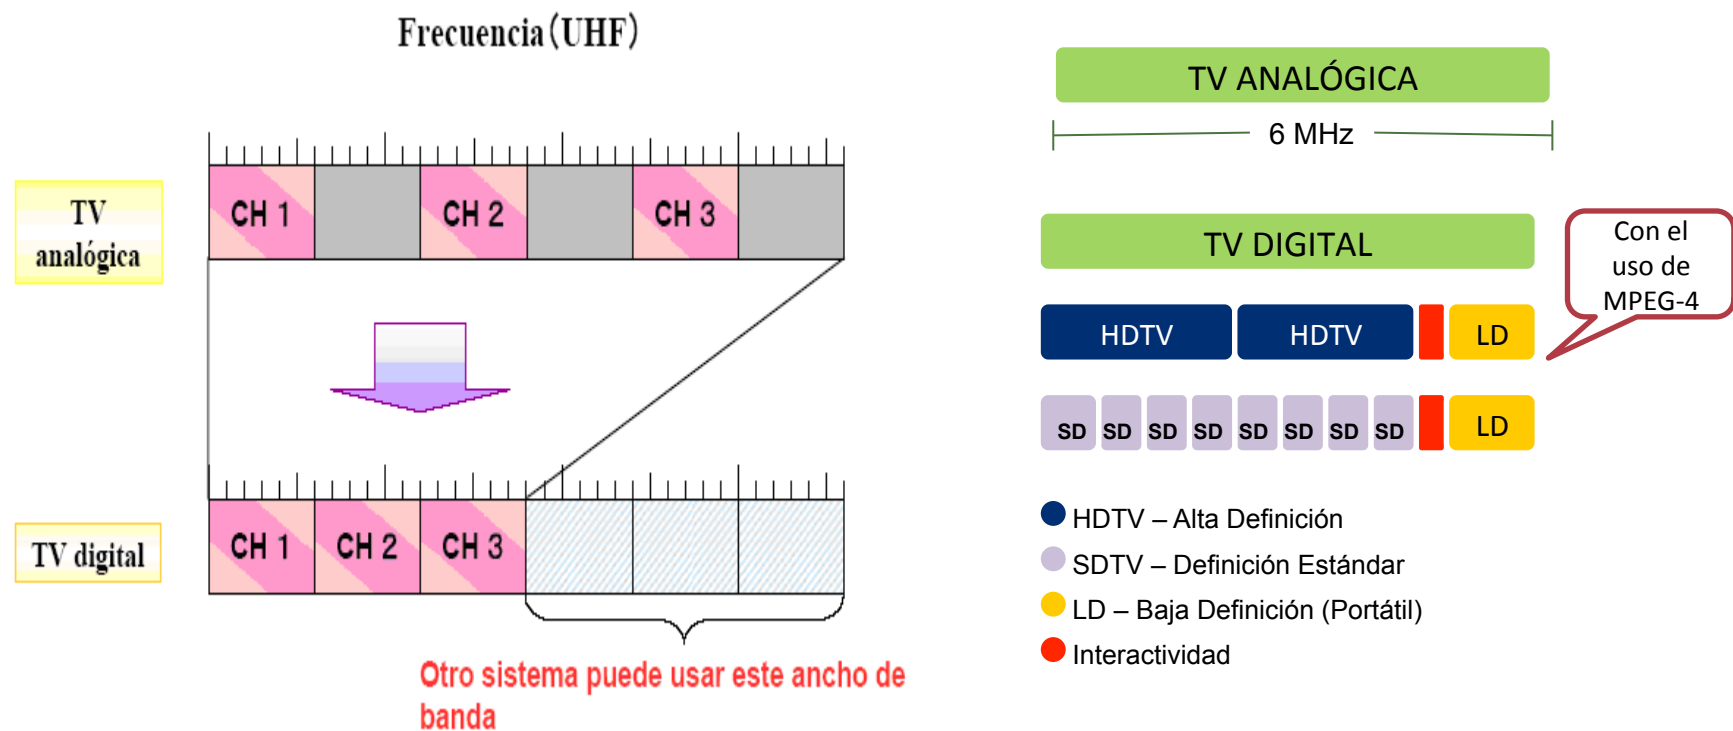 Frecuencia(UHF)
TV
analógica
CH 1
CH 2
CH 3
TV digital
CH 1
CH 2
CH 3
Otro sistema puede usar este ancho de
banda
TV ANALÓGICA
6 MHz
TV DIGITAL
Con el
uso de
MPEG-4
HDTV
HDTV
LD
SD
SD
SD
SD
SD
SD
SD
SD
LD
HDTV – Alta Definición
SDTV – Definición Estándar
LD – Baja Definición (Portátil)
Interactividad